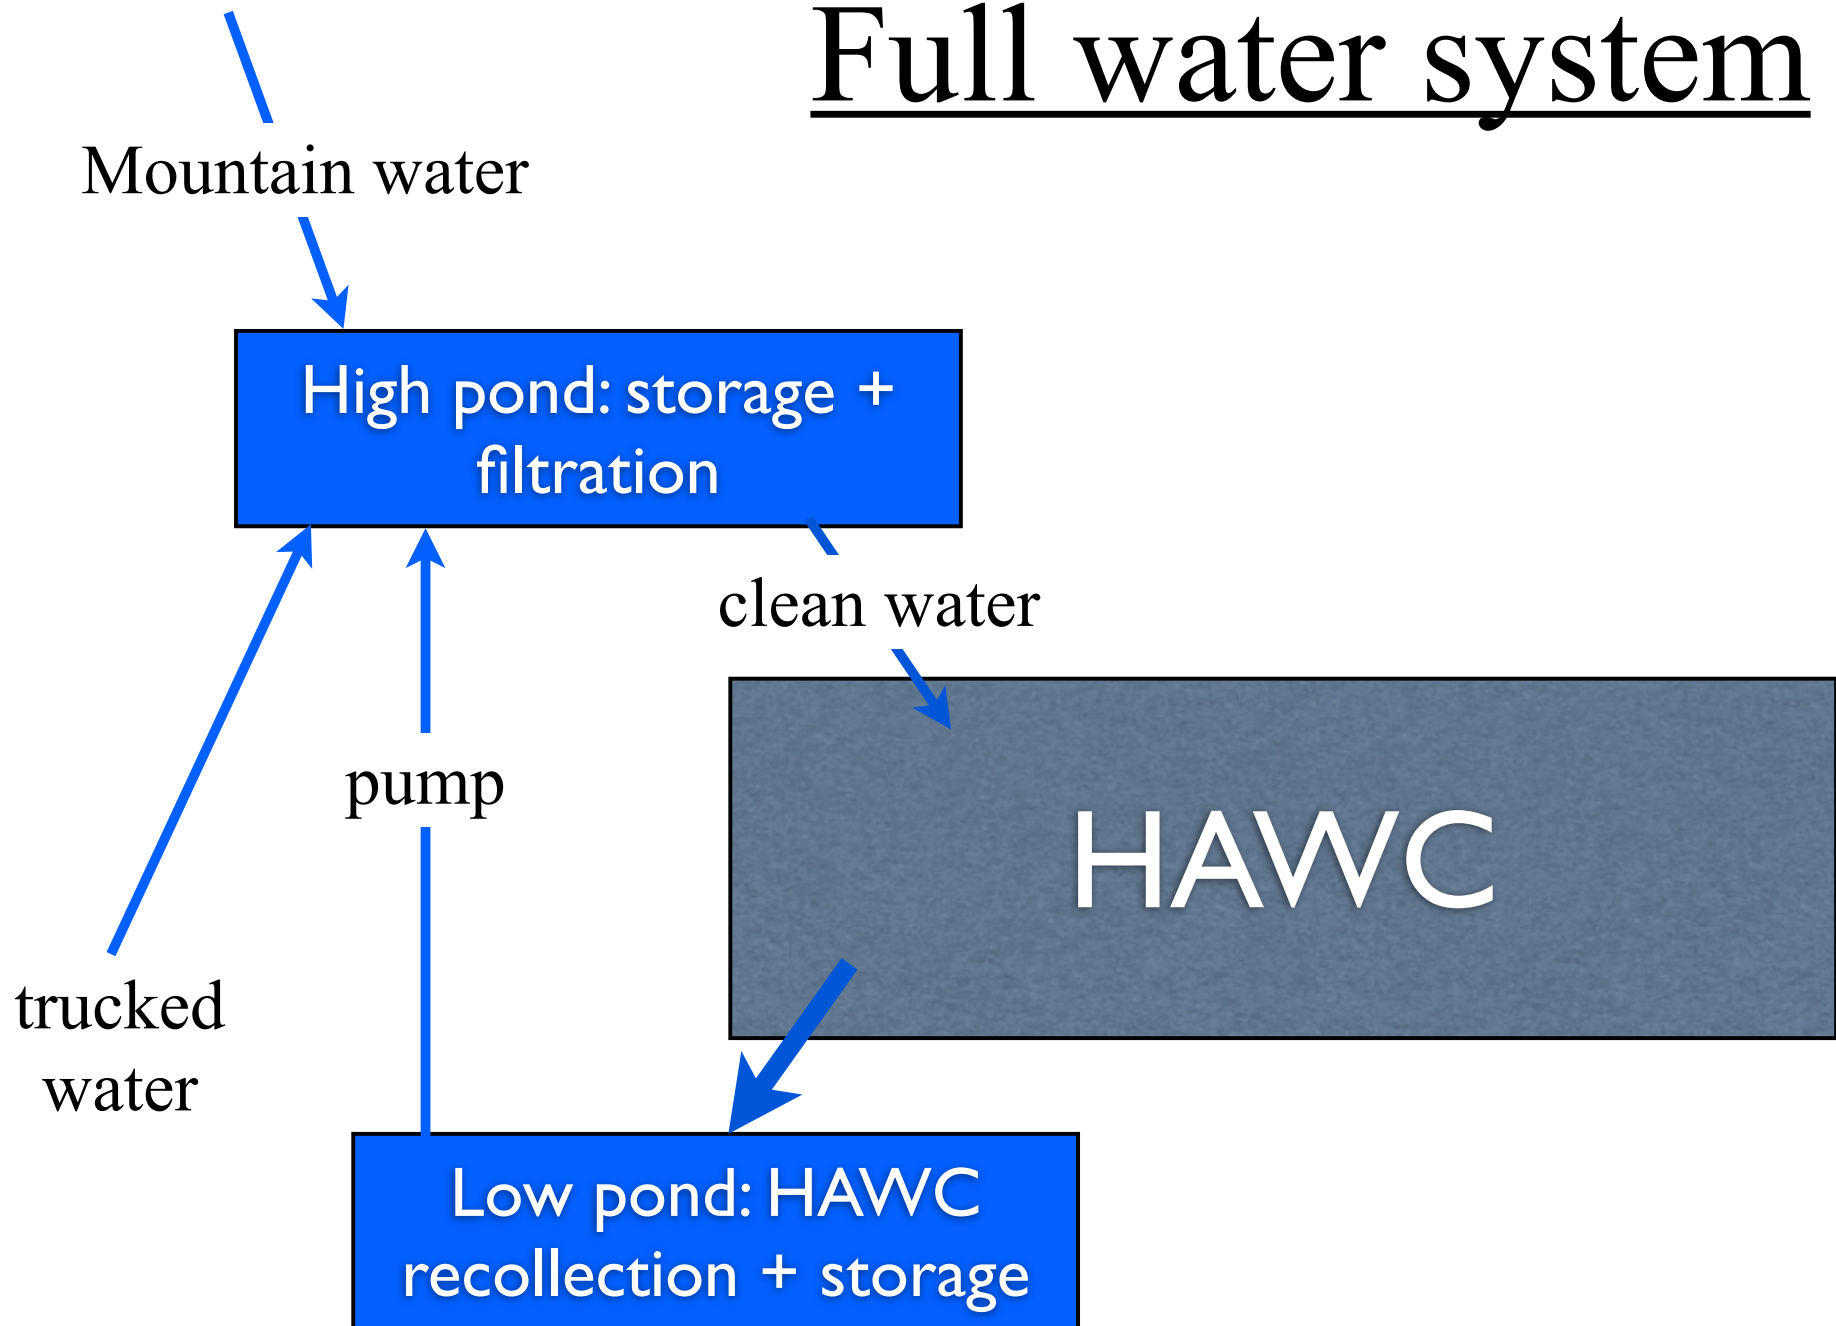 Full water system
Mountain water
High pond: storage +
filtration
clean water
pump
HAWC
trucked
water
Low pond: HAWC
recollection + storage